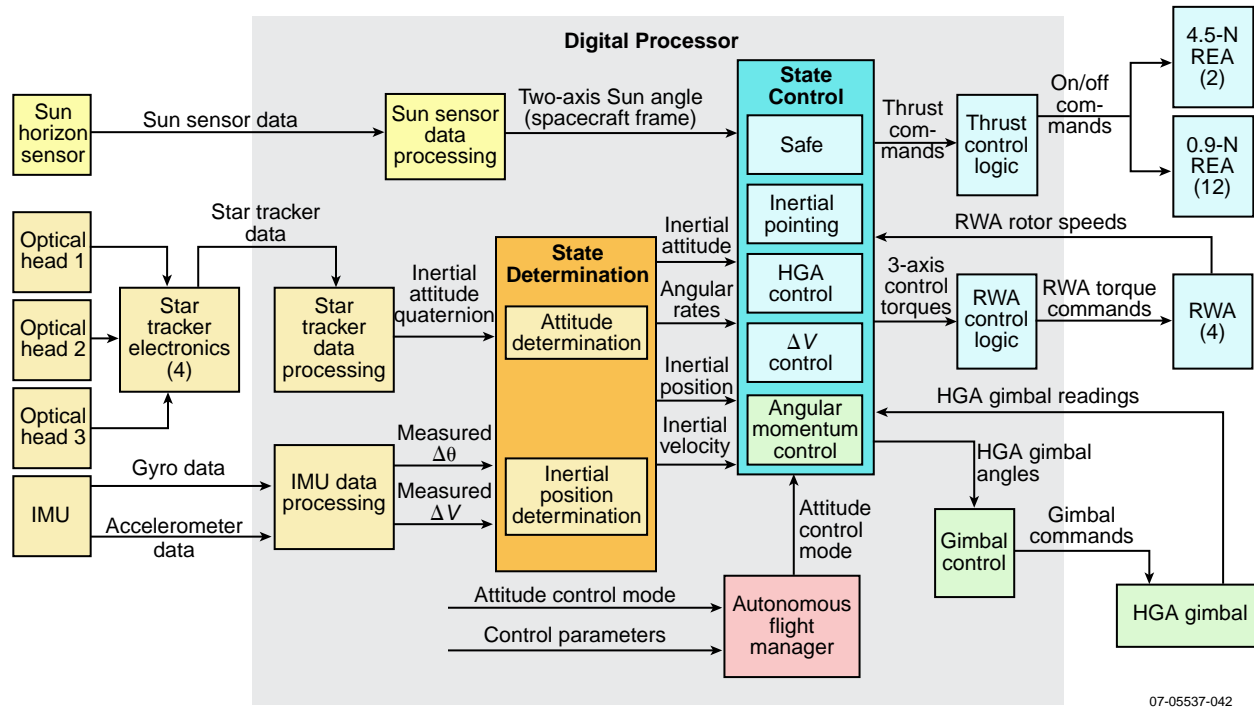 Digital Processor
Sun
horizon
sensor
Sun sensor data
Sun sensor
data
processing
Two-axis Sun angle
(spacecraft frame)
State
Control
Safe
Inertial
pointing
HGA
control
ΔV
control
Angular
momentum
control
Thrust
com-
mands
Thrust
control
logic
On/off
com-
mands
4.5-N
REA
(2)
0.9-N
REA
(12)
Optical
head 1
Optical
head 2
Optical
head 3
Star tracker
data
Star
tracker
electronics
(4)
Star
tracker
data
processing
Inertial
attitude
quaternion
State
Determination
Attitude
determination
Inertial
position
determination
Inertial
attitude
Angular
rates
Inertial
position
Inertial
velocity
RWA rotor speeds
3-axis
control
torques
RWA
control
logic
RWA torque
commands
RWA
(4)
HGA gimbal readings
IMU
Gyro data
Accelerometer
data
IMU data
processing
Measured
Δθ
Measured
ΔV
HGA gimbal
angles
Gimbal
control
Gimbal
commands
HGA gimbal
Attitude
control
mode
Attitude control mode
Control parameters
Autonomous
flight
manager
07-05537-042